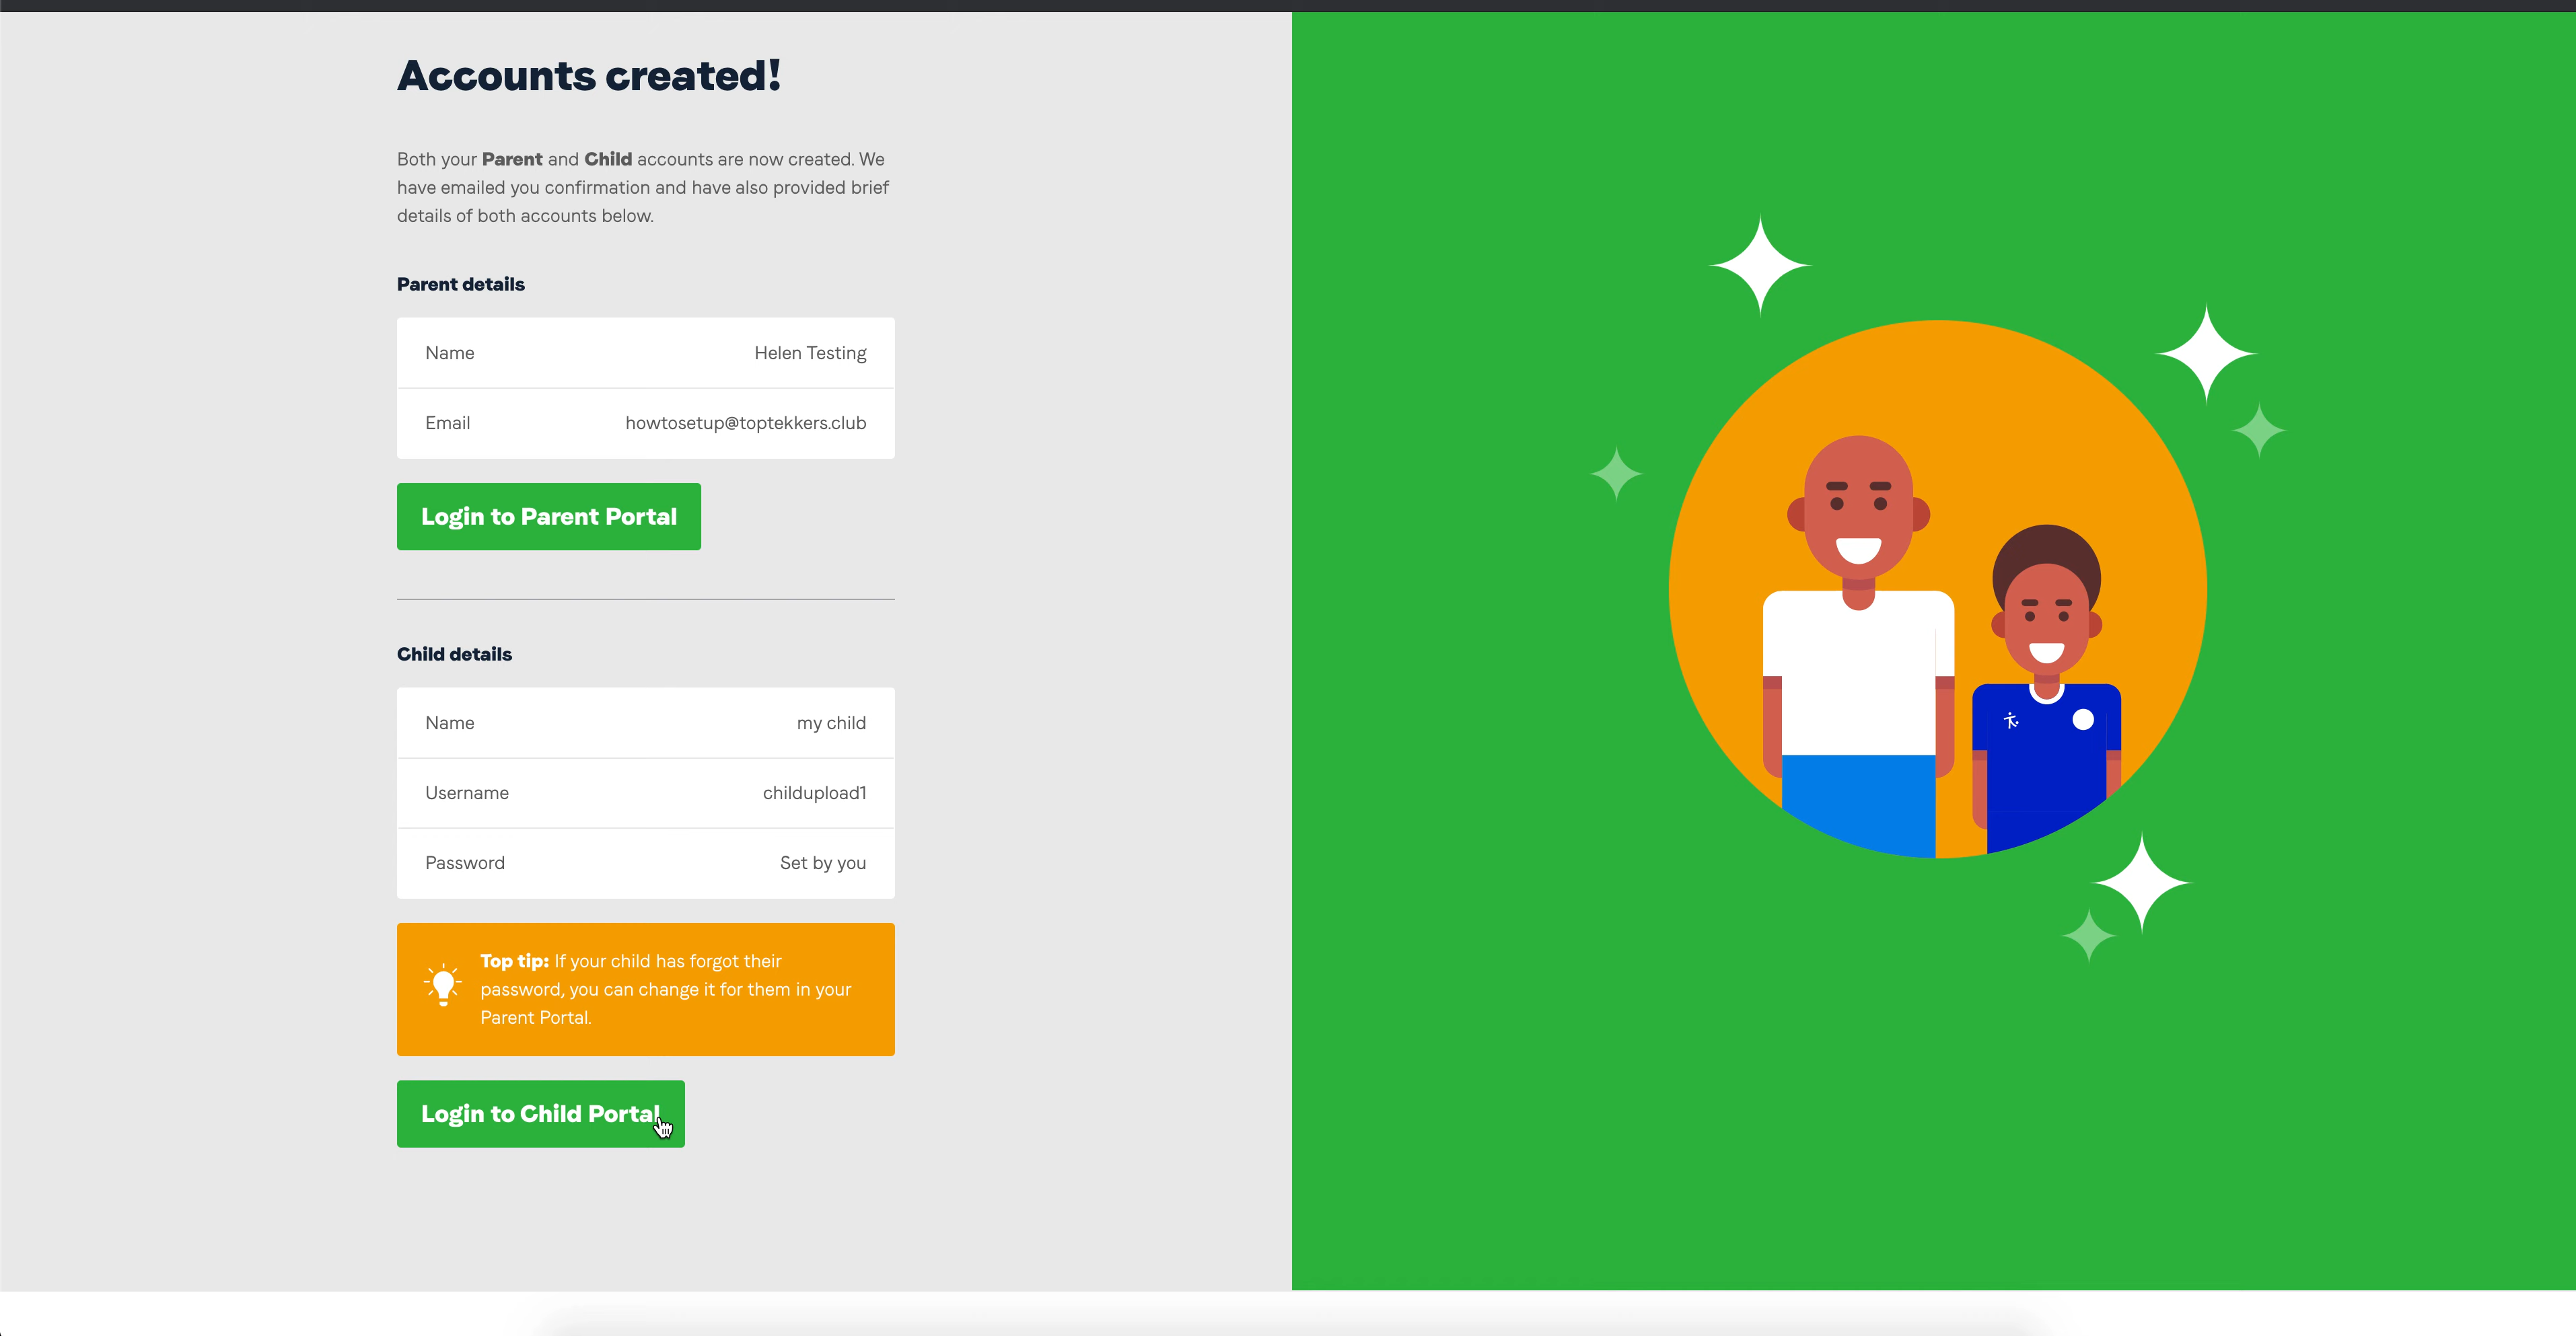 Accounts created!
Both your Parent and Child accounts are now created. We
have emailed you confirmation and have also provided brief
details of both accounts below.
Parent details
Name Helen Testing
Email howtosetup@toptekkers.club
Login to Parent Portal
Child details
Name my child
Username childupload1
Password Set by you
Top tip: If your child has forgot their
password, you can change it for them in your
Parent Portal.
Login to Child Portal